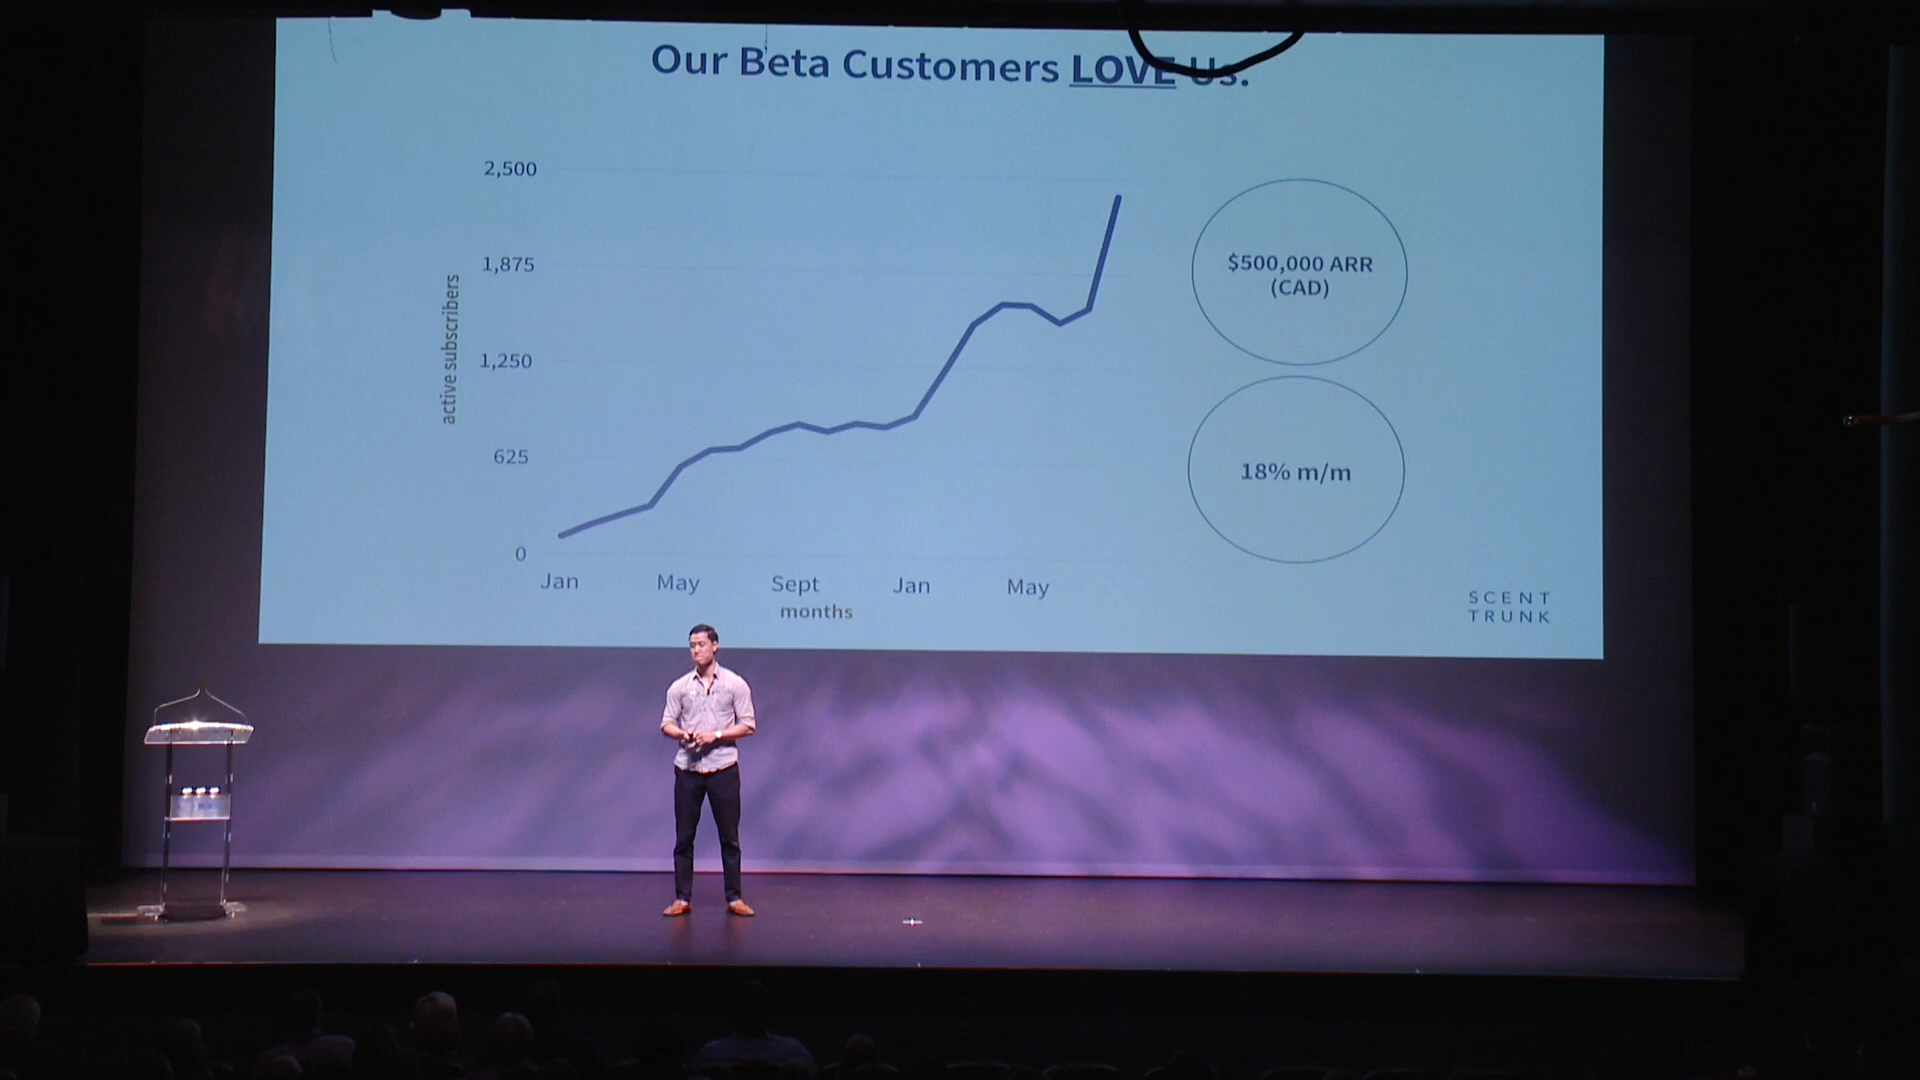 Our Beta Customers LOVE Us.
2,500
1,875
1,250
625
0
active subscribers
Jan May Sept Jan May
months
$500,000 ARR
(CAD)
18% m/m
SCENT
TRUNK